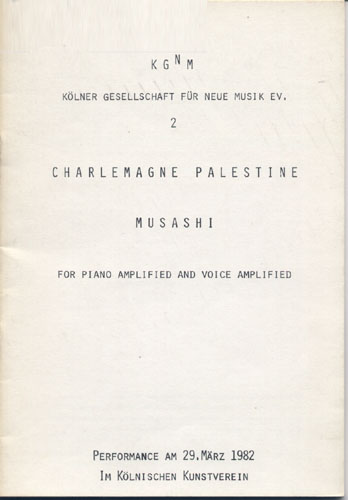 KGNM
KÖLNER GESELLSCHAFT FÜR NEUE MUSIK EV.
2
CHARLEMAGNE PALESTINE
MUSASHI
FOR PIANO AMPLIFIED AND VOICE AMPLIFIED
PERFORMANCE AM 29.MÄRZ 1982
IM KÖLNISCHEN KUNSTVEREIN